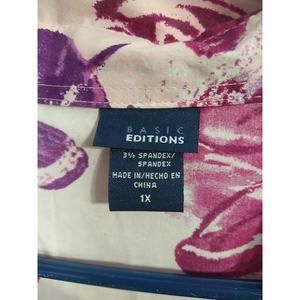 BASIC
EDITIONS
3% SPANDEX/
SPANDEX
MADE IN/HECHO EN
CHINA
1X